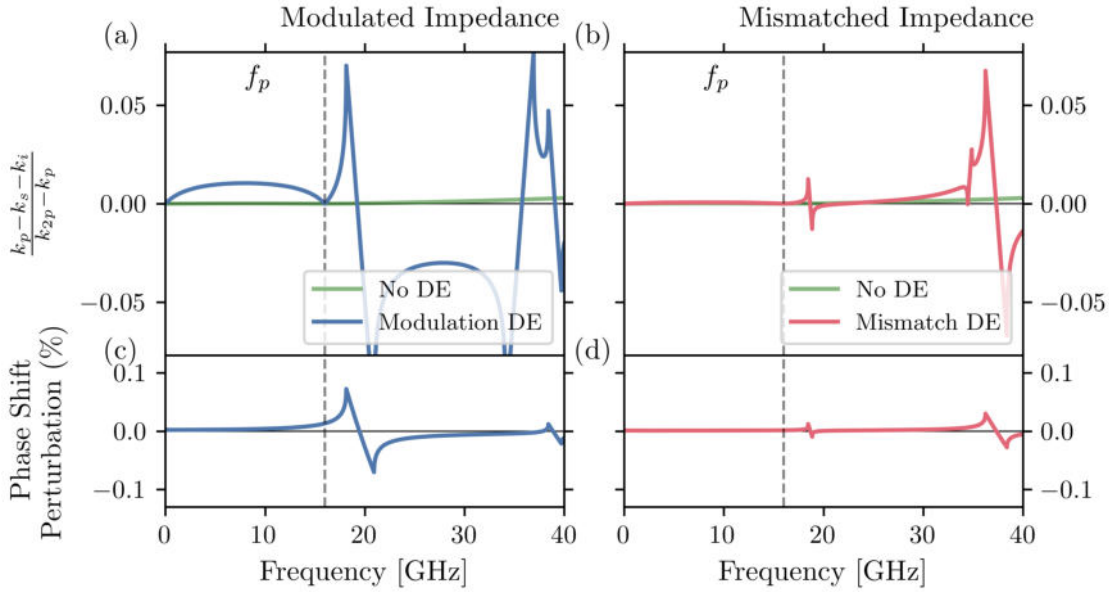 Modulated Impedance
Mismatched Impedance
(a)
(b)
f_p
f_p
0.05
0.00
−0.05
0.05
0.00
−0.05
k_p − k_s − k_i
k_{2p} − k_p
No DE
Modulation DE
No DE
Mismatch DE
(c)
(d)
Phase Shift
Perturbation (%)
0.1
0.0
−0.1
0.1
0.0
−0.1
0
10
20
30
40
0
10
20
30
40
Frequency [GHz]
Frequency [GHz]